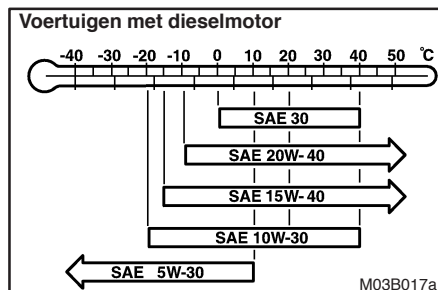 Voertuigen met dieselmotor
-40 -30 -20 -10 0 10 20 30 40 50 °C
SAE 30
SAE 20W-40
SAE 15W-40
SAE 10W-30
SAE 5W-30
M03B017a